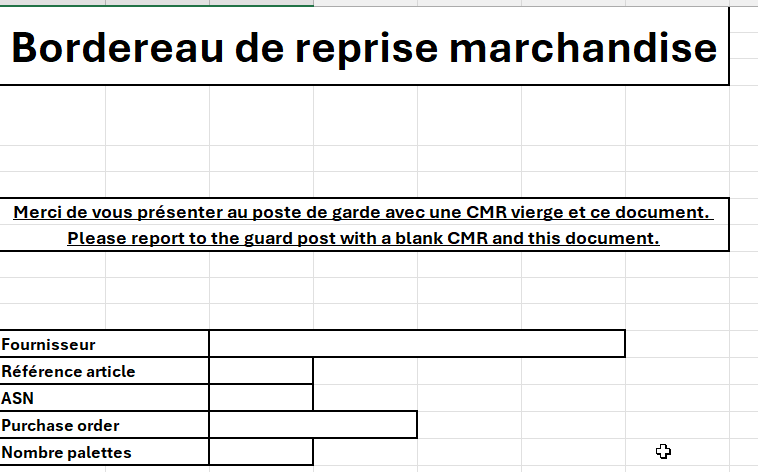 Bordereau de reprise marchandise
Merci de vous présenter au poste de garde avec une CMR vierge et ce document.
Please report to the guard post with a blank CMR and this document.
Fournisseur
Référence article
ASN
Purchase order
Nombre palettes